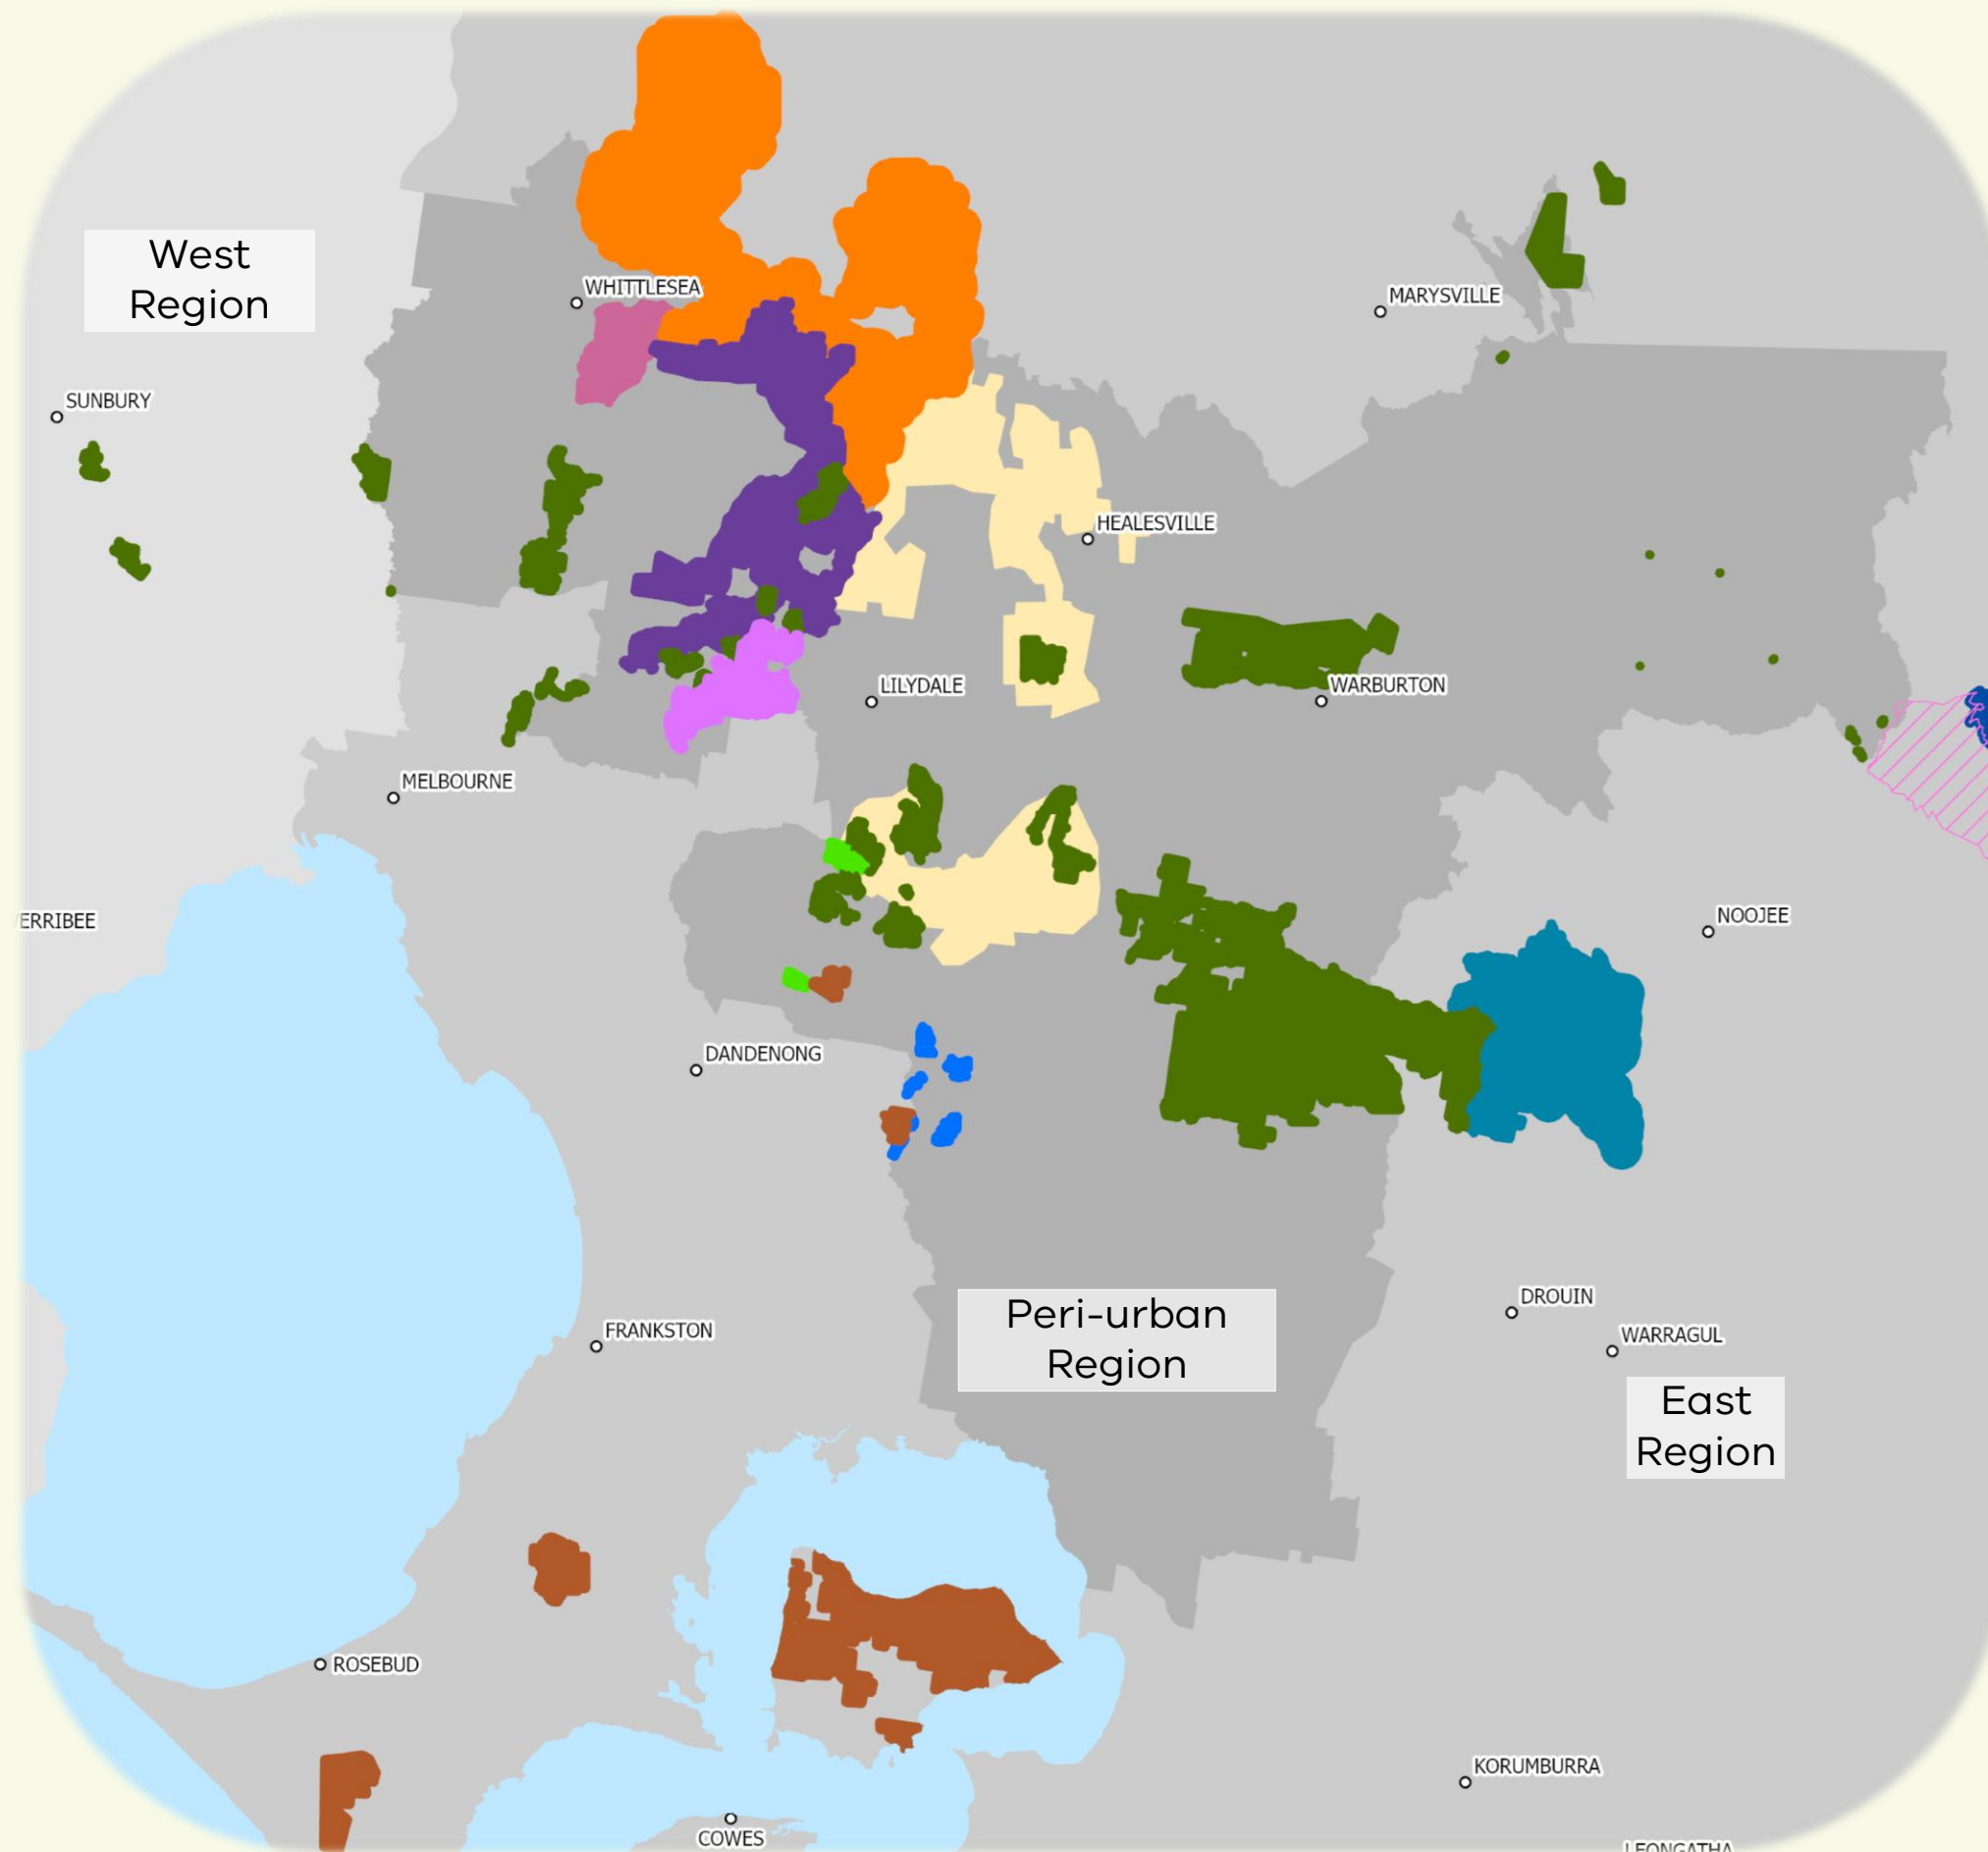 West
Region
WHITTLESEA
MARYSVILLE
SUNBURY
HEALESVILLE
LILYDALE
WARBURTON
MELBOURNE
ERRIBEE
NOOJEE
DANDENONG
Peri-urban
Region
DROUIN
FRANKSTON
WARRAGUL
East
Region
ROSEBUD
KORUMBURRA
COWES
LEONGATHA